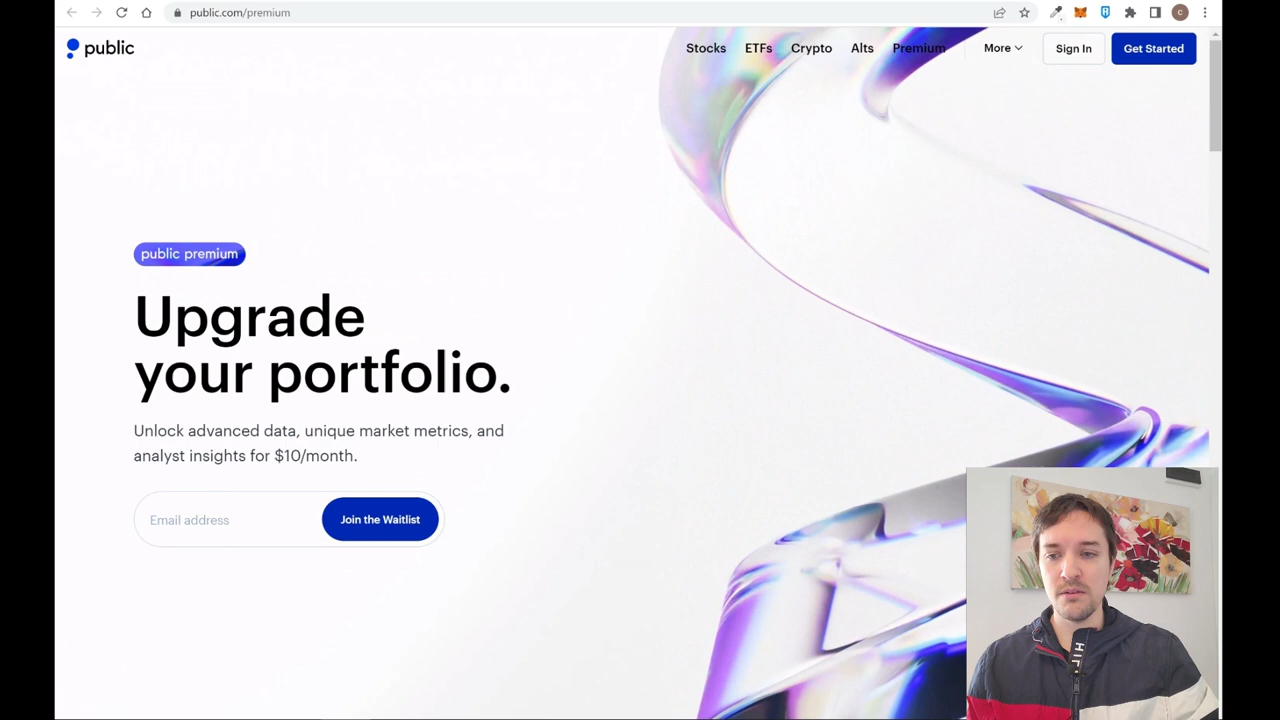 public.com/premium
C
public
Stocks ETFs Crypto Alts Premium More Sign In Get Started
public premium
Upgrade
your portfolio.
Unlock advanced data, unique market metrics, and
analyst insights for $10/month.
Email address Join the Waitlist